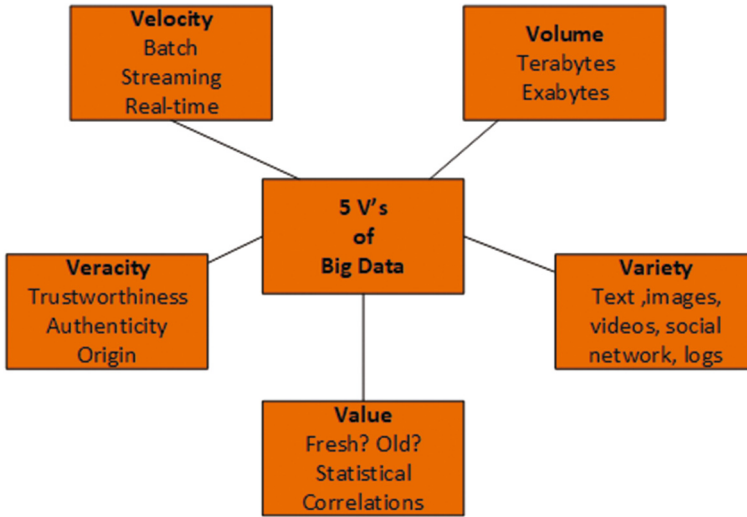 Velocity
Batch
Streaming
Real-time
Volume
Terabytes
Exabytes
5 V's
of
Big Data
Veracity
Trustworthiness
Authenticity
Origin
Variety
Text ,images,
videos, social
network, logs
Value
Fresh? Old?
Statistical
Correlations